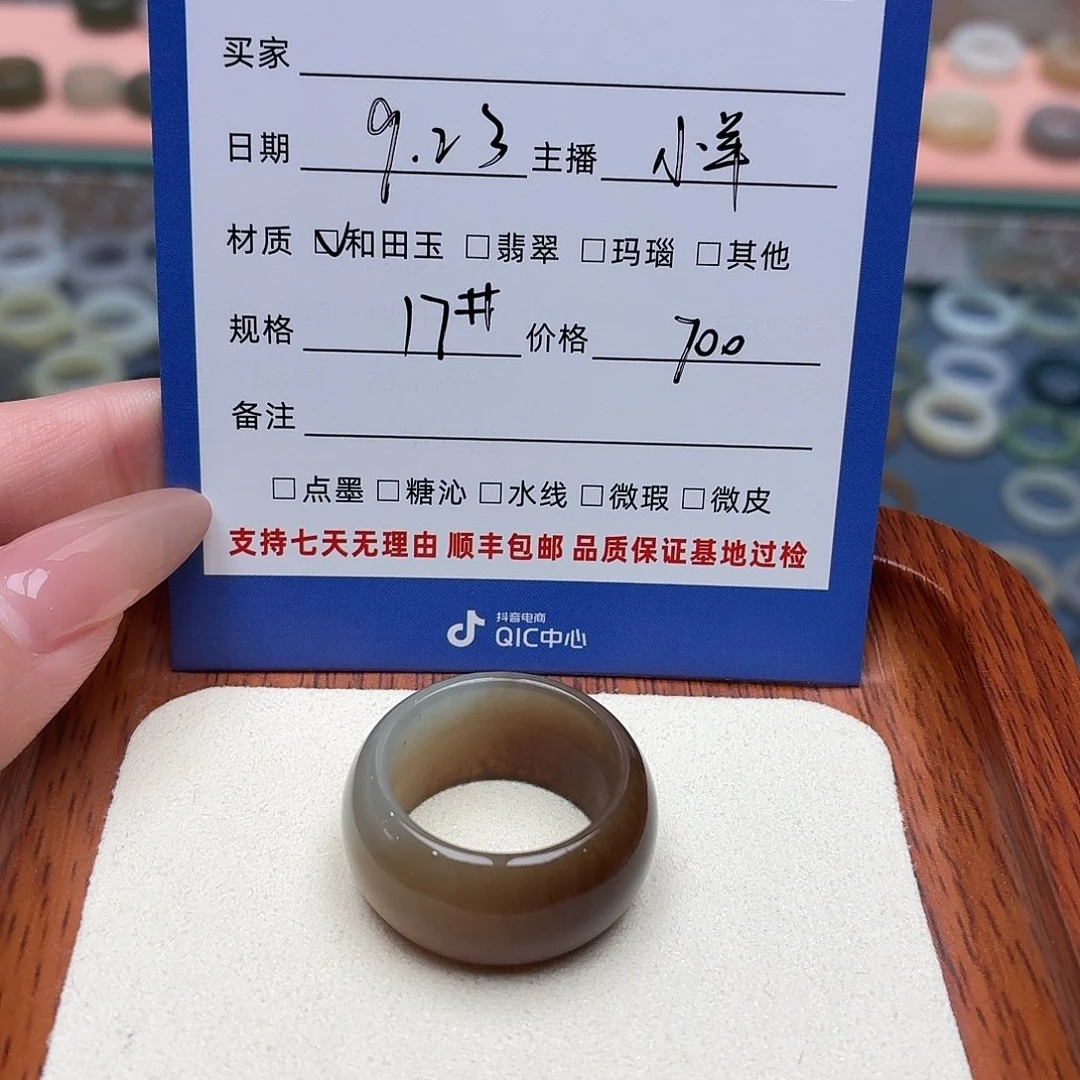 买家
日期 9.23 主播 小羊
材质 ☑和田玉 □翡翠 □玛瑙 □其他
规格 17# 价格 700
备注
□点墨 □糖沁 □水线 □微瑕 □微皮
支持七天无理由 顺丰包邮 品质保证基地过检
抖音电商
QIC中心